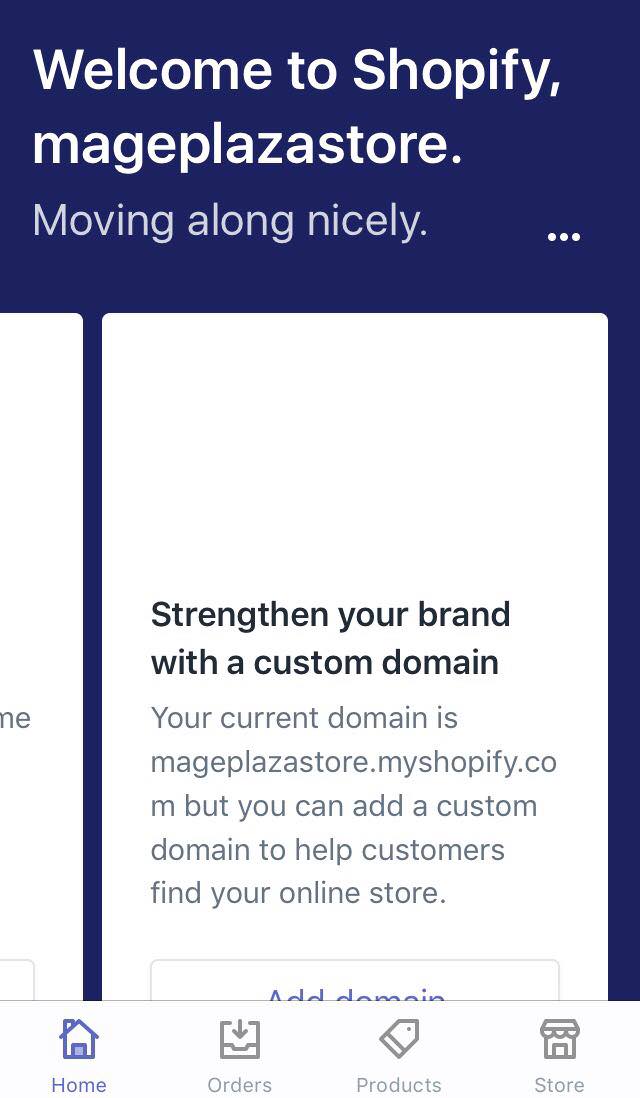 Welcome to Shopify,
mageplazastore.
Moving along nicely.
Strengthen your brand
with a custom domain
me
Your current domain is
mageplazastore.myshopify.co
m but you can add a custom
domain to help customers
find your online store.
Add domain
Home
Orders
Products
Store